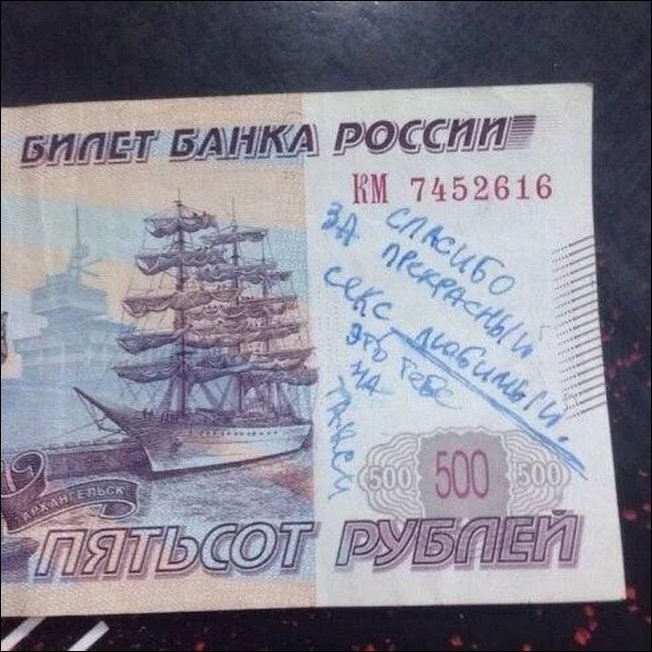 БИЛЕТ БАНКА РОССИИ
КМ 7452616
СПАСИБО
ЗА ПРЕКРАСНЫЙ
СЕКС ЛЮБИМЫЙ.
ЭТО ТЕБЕ
НА
ТАКСИ
500 500 500
АРХАНГЕЛЬСК
ПЯТЬСОТ РУБЛЕЙ